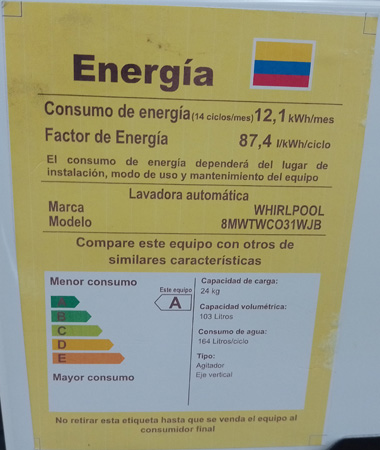 Energía
Consumo de energía(14 ciclos/mes)12,1 kWh/mes
Factor de Energía 87,4 l/kWh/ciclo
El consumo de energía dependerá del lugar de
instalación, modo de uso y mantenimiento del equipo
Lavadora automática
Marca WHIRLPOOL
Modelo 8MWTWCO31WJB
Compare este equipo con otros de
similares características
Menor consumo
Este equipo
A A
B
C
D
E
Mayor consumo
Capacidad de carga:
24 kg
Capacidad volumétrica:
103 Litros
Consumo de agua:
164 Litros/ciclo
Tipo:
Agitador
Eje vertical
No retirar esta etiqueta hasta que se venda el equipo al
consumidor final